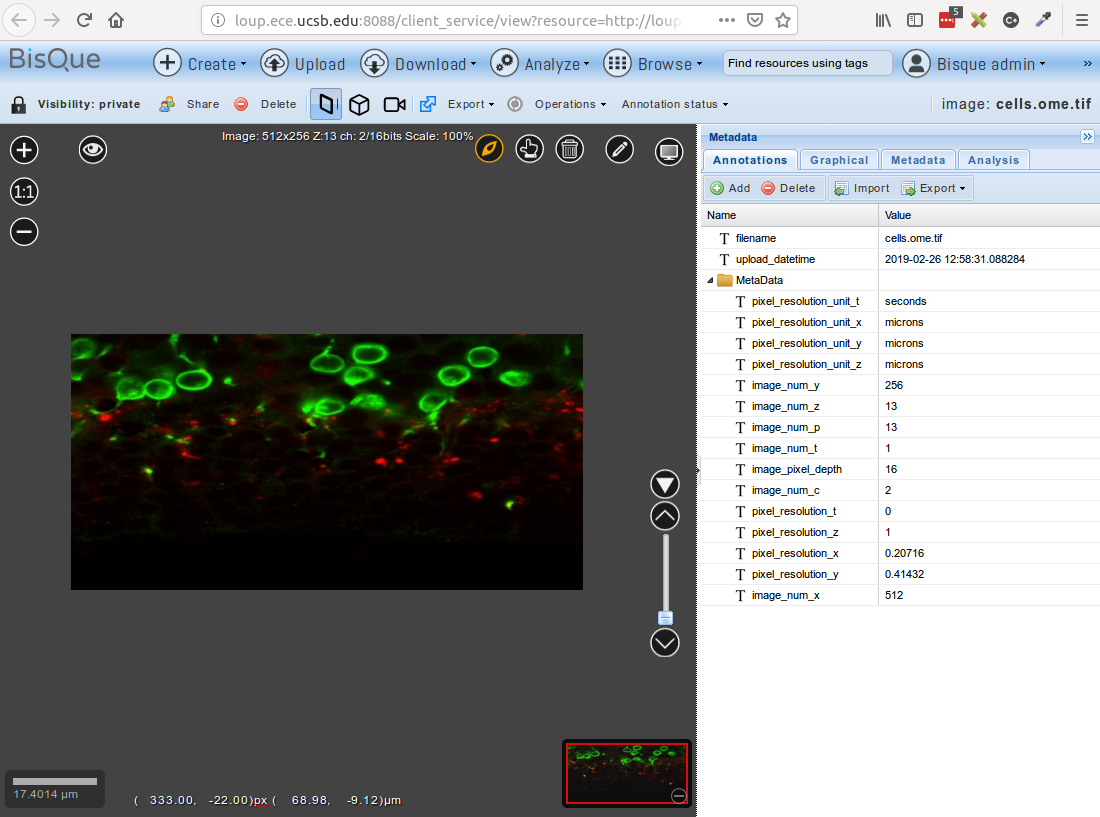 loup.ece.ucsb.edu:8088/client_service/view?resource=http://loup
5
BisQue
Create
Upload
Download
Analyze
Browse
Find resources using tags
Bisque admin
»
Visibility: private
Share
Delete
Export
Operations
Annotation status
image: cells.ome.tif
Image: 512x256 Z:13 ch: 2/16bits Scale: 100%
1:1
17.4014 µm
( 333.00, -22.00)px ( 68.98, -9.12)µm
Metadata
Annotations
Graphical
Metadata
Analysis
Add
Delete
Import
Export
Name Value
T filename cells.ome.tif
T upload_datetime 2019-02-26 12:58:31.088284
MetaData
T pixel_resolution_unit_t seconds
T pixel_resolution_unit_x microns
T pixel_resolution_unit_y microns
T pixel_resolution_unit_z microns
T image_num_y 256
T image_num_z 13
T image_num_p 13
T image_num_t 1
T image_pixel_depth 16
T image_num_c 2
T pixel_resolution_t 0
T pixel_resolution_z 1
T pixel_resolution_x 0.20716
T pixel_resolution_y 0.41432
T image_num_x 512